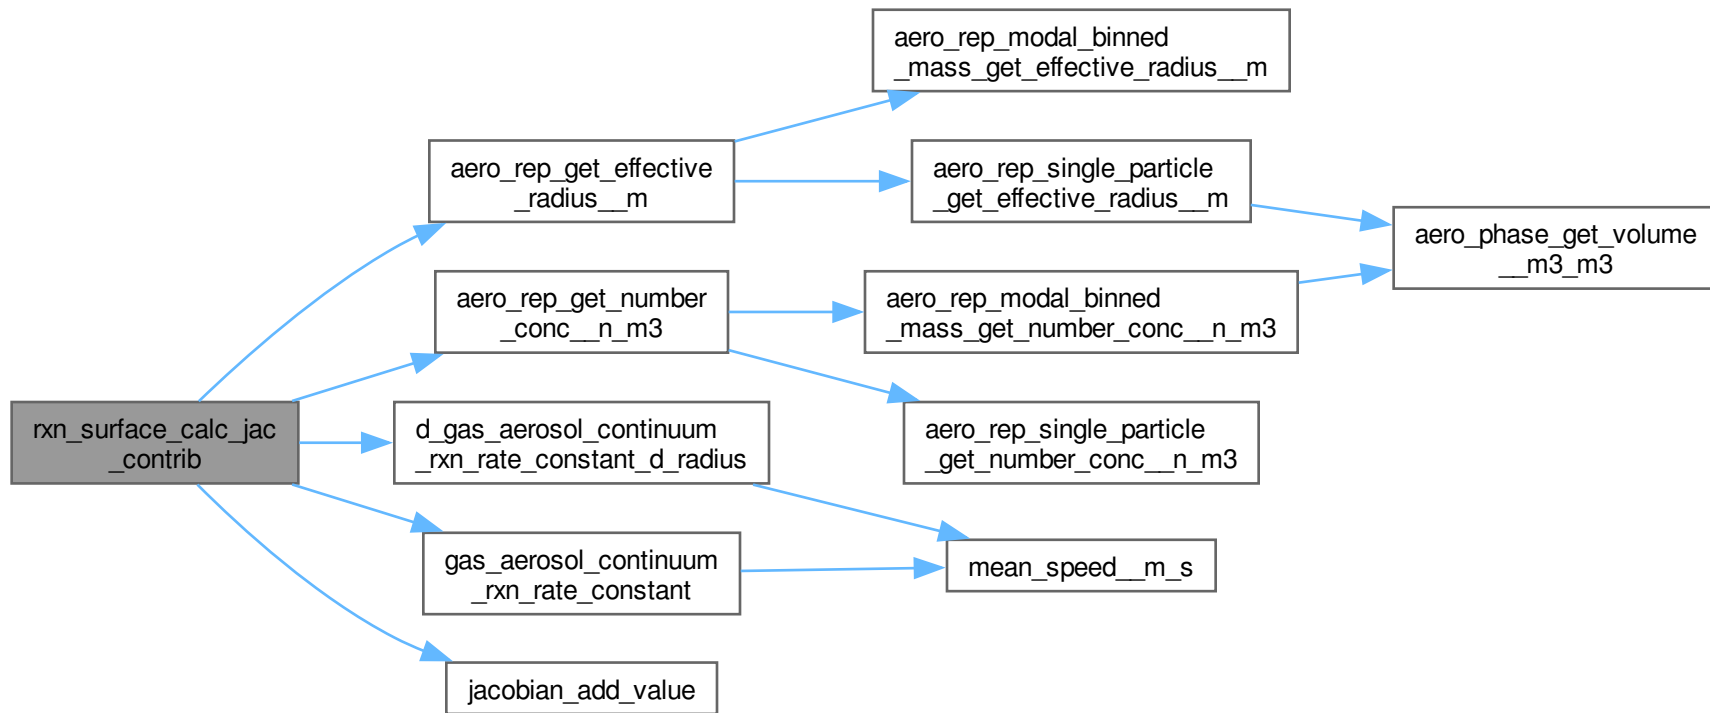 rxn_surface_calc_jac
_contrib
aero_rep_get_effective
_radius__m
aero_rep_modal_binned
_mass_get_effective_radius__m
aero_rep_single_particle
_get_effective_radius__m
aero_phase_get_volume
__m3_m3
aero_rep_get_number
_conc__n_m3
aero_rep_modal_binned
_mass_get_number_conc__n_m3
aero_rep_single_particle
_get_number_conc__n_m3
d_gas_aerosol_continuum
_rxn_rate_constant_d_radius
mean_speed__m_s
gas_aerosol_continuum
_rxn_rate_constant
jacobian_add_value